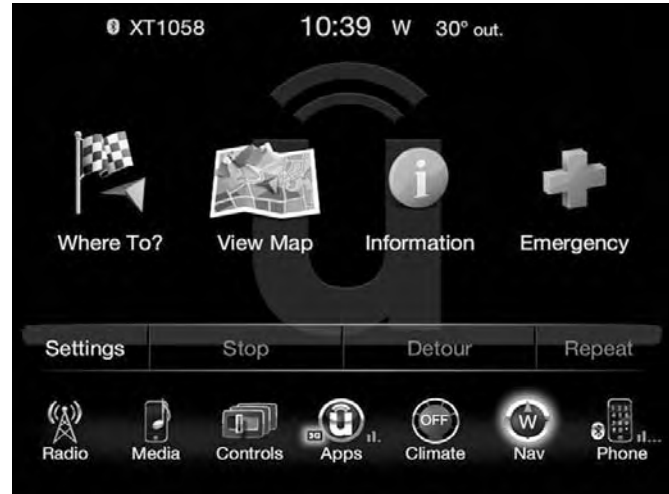 XT1058 10:39 W 30° out.
Where To? View Map Information Emergency
Settings Stop Detour Repeat
3G OFF W
Radio Media Controls Apps Climate Nav Phone